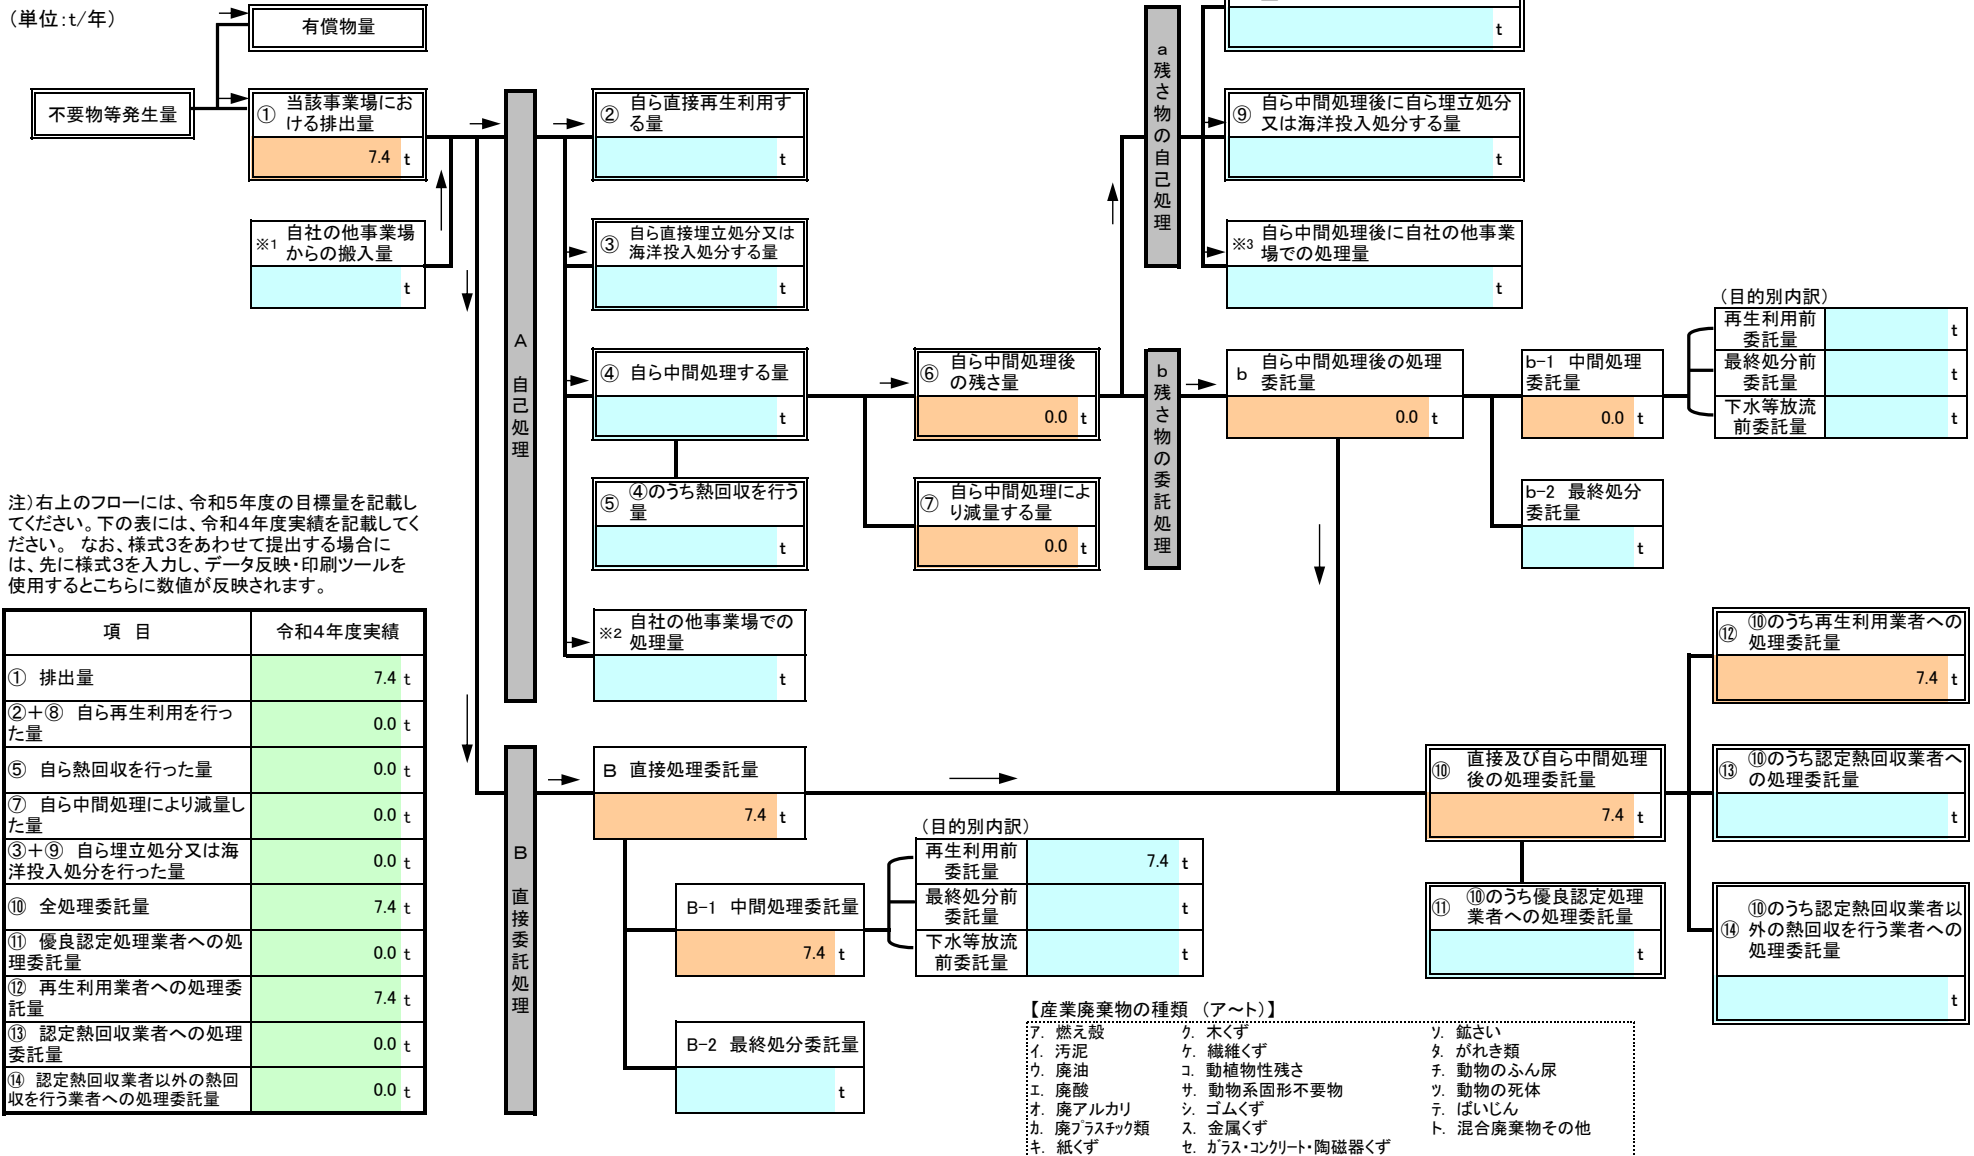 （単位:t/年）
有償物量
t
不要物等発生量
① 当該事業場にお
ける排出量
7.4 t
※1 自社の他事業場
からの搬入量
t
A 自己処理
② 自ら直接再生利用す
る量
t
③ 自ら直接埋立処分又は
海洋投入処分する量
t
④ 自ら中間処理する量
t
⑤ ④のうち熱回収を行う
量
t
※2 自社の他事業場での
処理量
t
⑥ 自ら中間処理後
の残さ量
0.0 t
⑦ 自ら中間処理によ
り減量する量
0.0 t
a 残さ物の自己処理
⑨ 自ら中間処理後に自ら埋立処分
又は海洋投入処分する量
t
※3 自ら中間処理後に自社の他事業
場での処理量
t
b 残さ物の委託処理
b 自ら中間処理後の処理
委託量
0.0 t
b-1 中間処理
委託量
0.0 t
b-2 最終処分
委託量
t
（目的別内訳）
再生利用前
委託量
t
最終処分前
委託量
t
下水等放流
前委託量
t
注）右上のフローには、令和５年度の目標量を記載し
てください。下の表には、令和４年度実績を記載してく
ださい。 なお、様式３をあわせて提出する場合に
は、先に様式３を入力し、データ反映・印刷ツールを
使用するとこちらに数値が反映されます。
項 目 令和４年度実績
① 排出量 7.4 t
②＋⑧ 自ら再生利用を行っ
た量 0.0 t
⑤ 自ら熱回収を行った量 0.0 t
⑦ 自ら中間処理により減量し
た量 0.0 t
③＋⑨ 自ら埋立処分又は海
洋投入処分を行った量 0.0 t
⑩ 全処理委託量 7.4 t
⑪ 優良認定処理業者への処
理委託量 0.0 t
⑫ 再生利用業者への処理委
託量 7.4 t
⑬ 認定熱回収業者への処理
委託量 0.0 t
⑭ 認定熱回収業者以外の熱回
収を行う業者への処理委託量 0.0 t
B 直接委託処理
B 直接処理委託量
7.4 t
B-1 中間処理委託量
7.4 t
B-2 最終処分委託量
t
（目的別内訳）
再生利用前
委託量
7.4 t
最終処分前
委託量
t
下水等放流
前委託量
t
⑩ 直接及び自ら中間処理
後の処理委託量
7.4 t
⑪ ⑩のうち優良認定処理
業者への処理委託量
t
⑫ ⑩のうち再生利用業者への
処理委託量
7.4 t
⑬ ⑩のうち認定熱回収業者へ
の処理委託量
t
⑭ ⑩のうち認定熱回収業者以
外の熱回収を行う業者への
処理委託量
t
【産業廃棄物の種類 （ア～ト）】
ｱ. 燃え殻 ｸ. 木くず ｿ. 鉱さい
ｲ. 汚泥 ｹ. 繊維くず ﾀ. がれき類
ｳ. 廃油 ｺ. 動植物性残さ ﾁ. 動物のふん尿
ｴ. 廃酸 ｻ. 動物系固形不要物 ﾂ. 動物の死体
ｵ. 廃アルカリ ｼ. ゴムくず ﾃ. ばいじん
ｶ. 廃ﾌﾟﾗｽﾁｯｸ類 ｽ. 金属くず ﾄ. 混合廃棄物その他
ｷ. 紙くず ｾ. ｶﾞﾗｽ・ｺﾝｸﾘｰﾄ・陶磁器くず